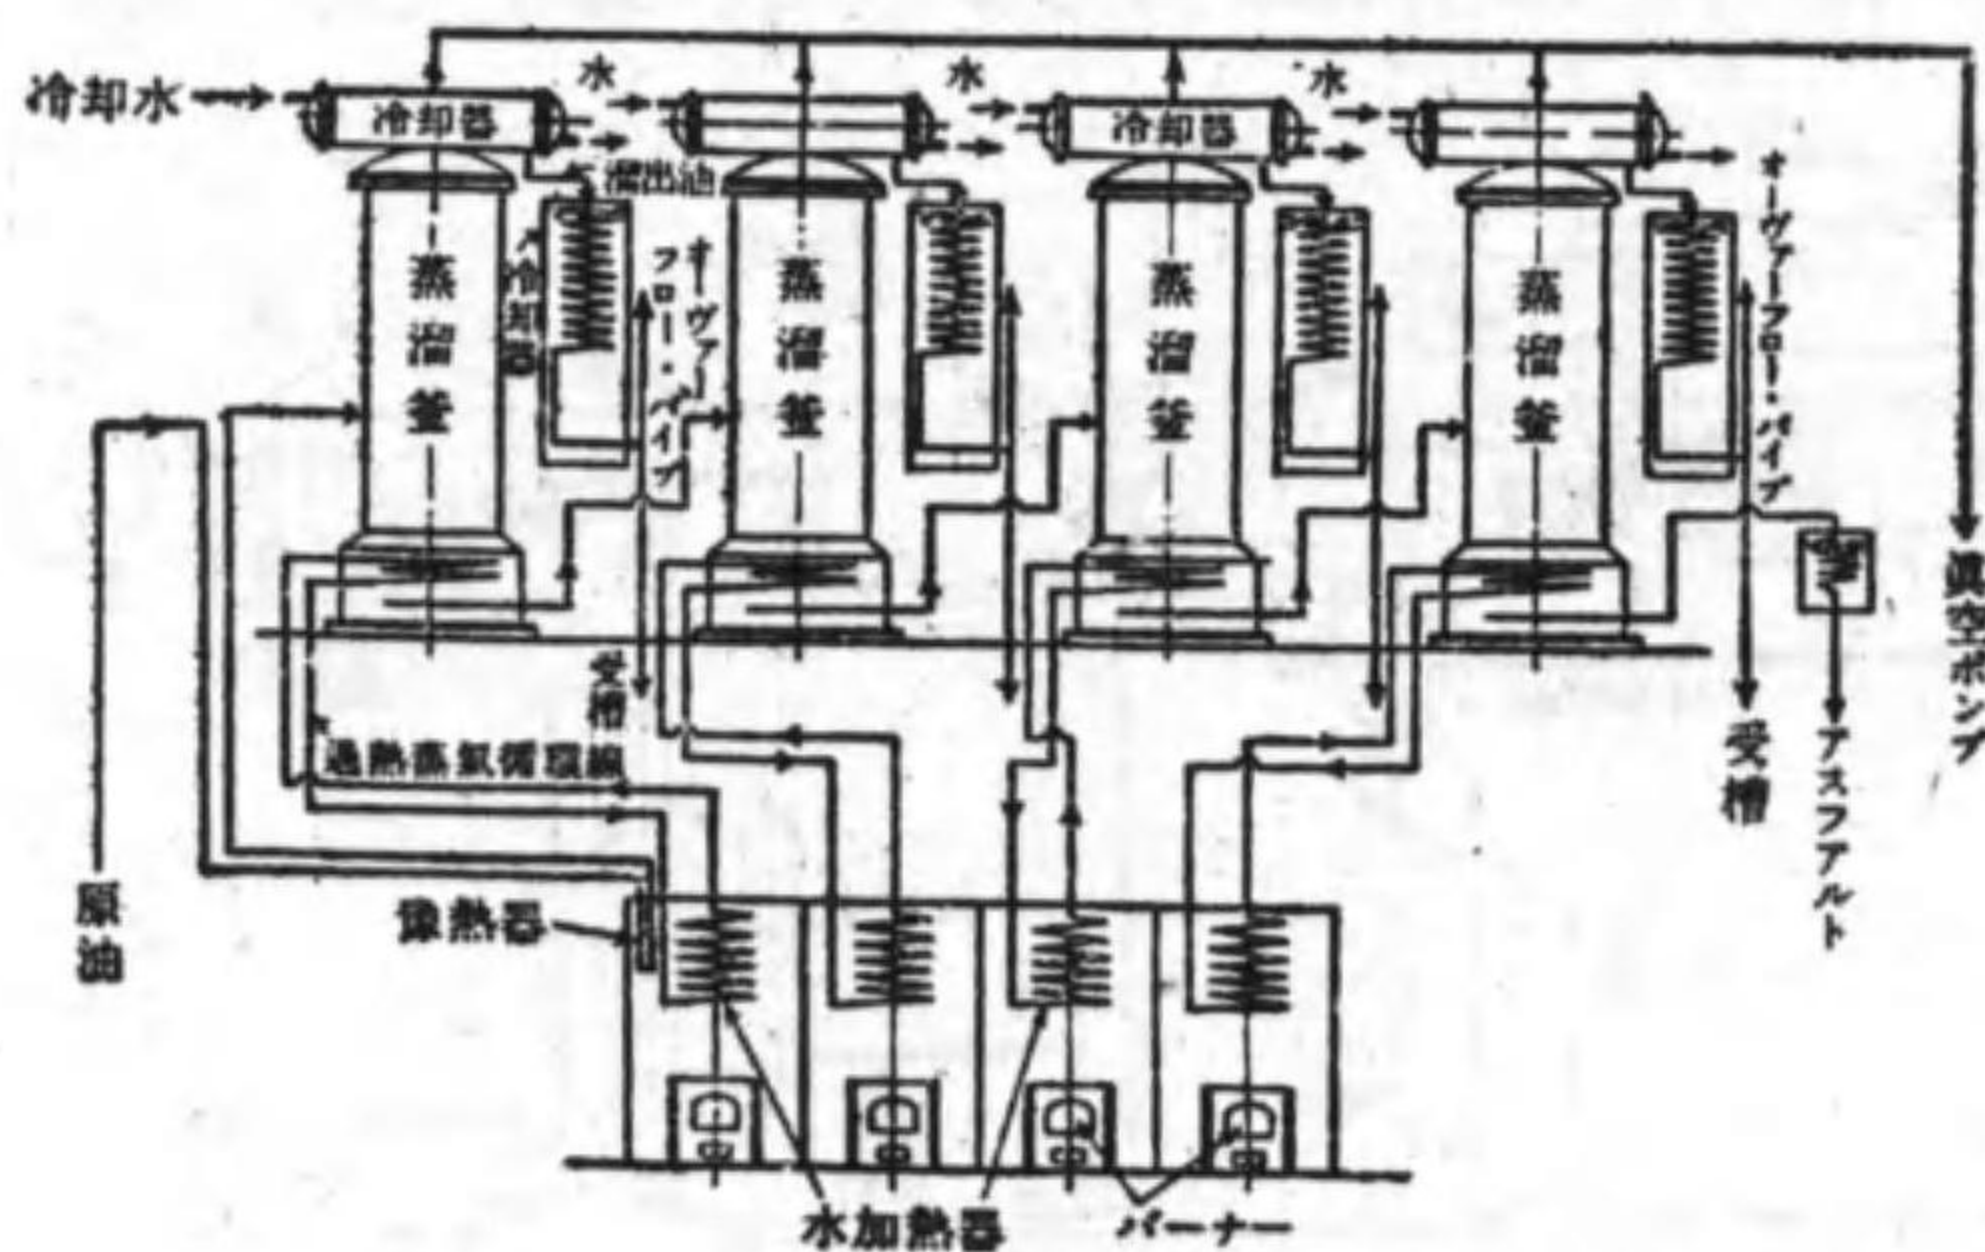 冷却水
水
水
水
冷却器
冷却器
溜出油
冷却器
オーヴァー
フロー・パイプ
オーヴァーフロー・パイプ
蒸溜釜
蒸溜釜
蒸溜釜
蒸溜釜
受槽
過熱蒸氣循環線
受槽
アスフアルト
眞空ポンプ
原油
豫熱器
水加熱器
バーナー